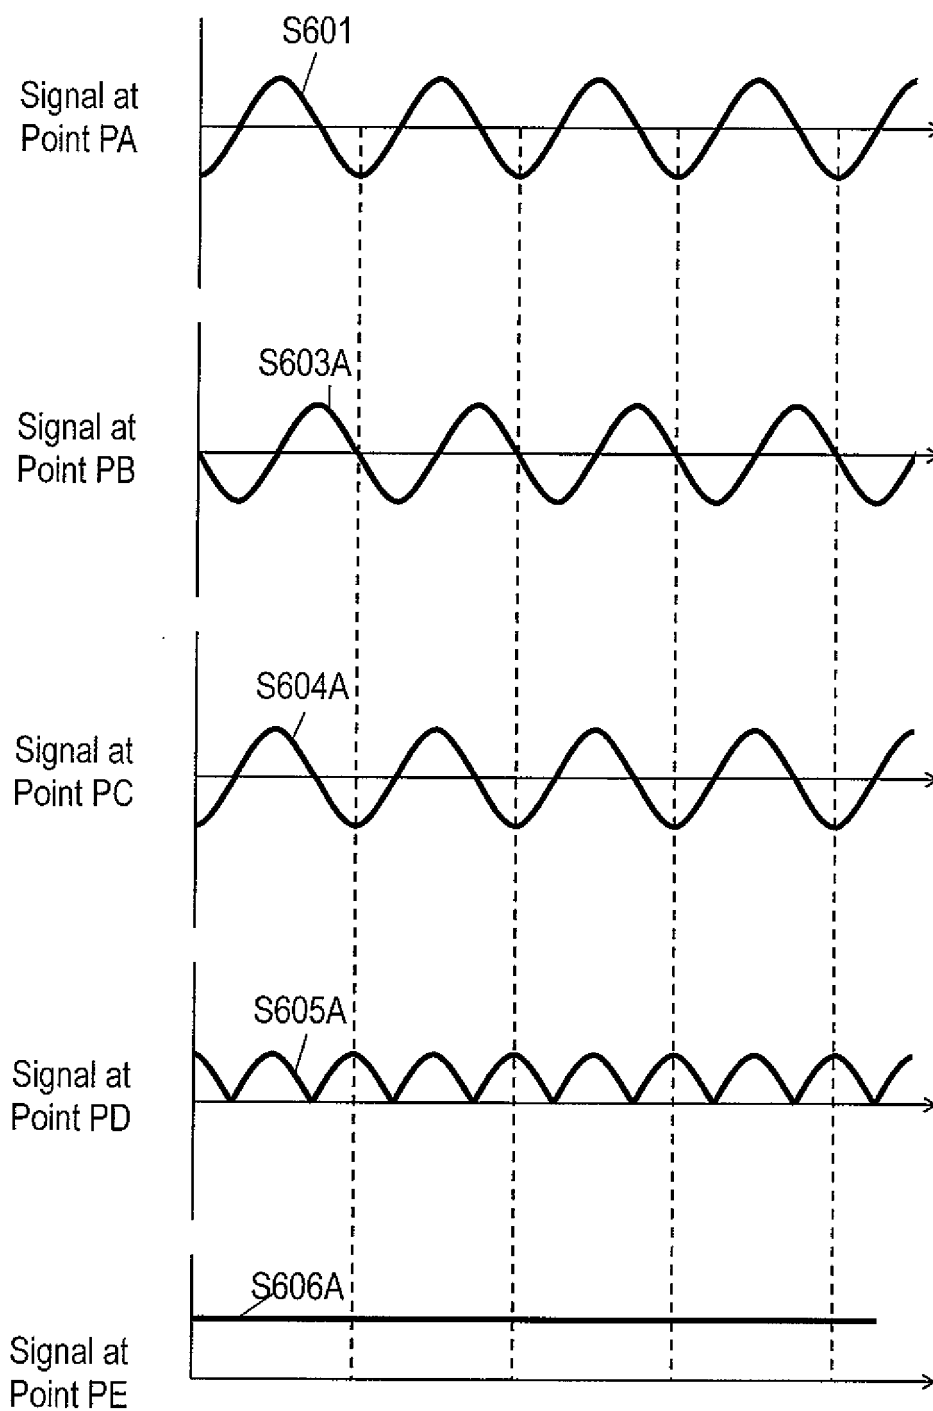 S601
Signal at
Point PA
S603A
Signal at
Point PB
S604A
Signal at
Point PC
S605A
Signal at
Point PD
S606A
Signal at
Point PE